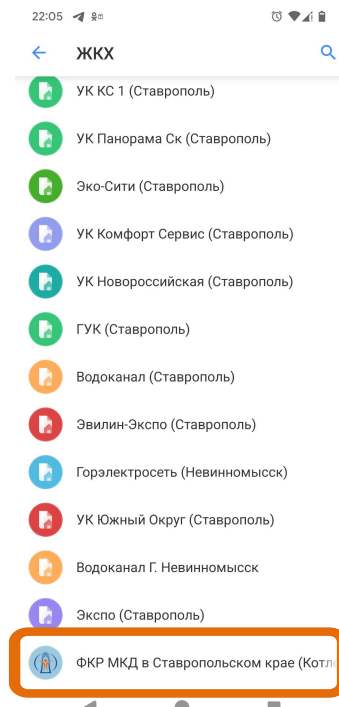 22:05
ЖКХ
УК КС 1 (Ставрополь)
УК Панорама Ск (Ставрополь)
Эко-Сити (Ставрополь)
УК Комфорт Сервис (Ставрополь)
УК Новороссийская (Ставрополь)
ГУК (Ставрополь)
Водоканал (Ставрополь)
Эвилин-Экспо (Ставрополь)
Горэлектросеть (Невинномысск)
УК Южный Округ (Ставрополь)
Водоканал Г. Невинномысск
Экспо (Ставрополь)
ФКР МКД в Ставропольском крае (Котло